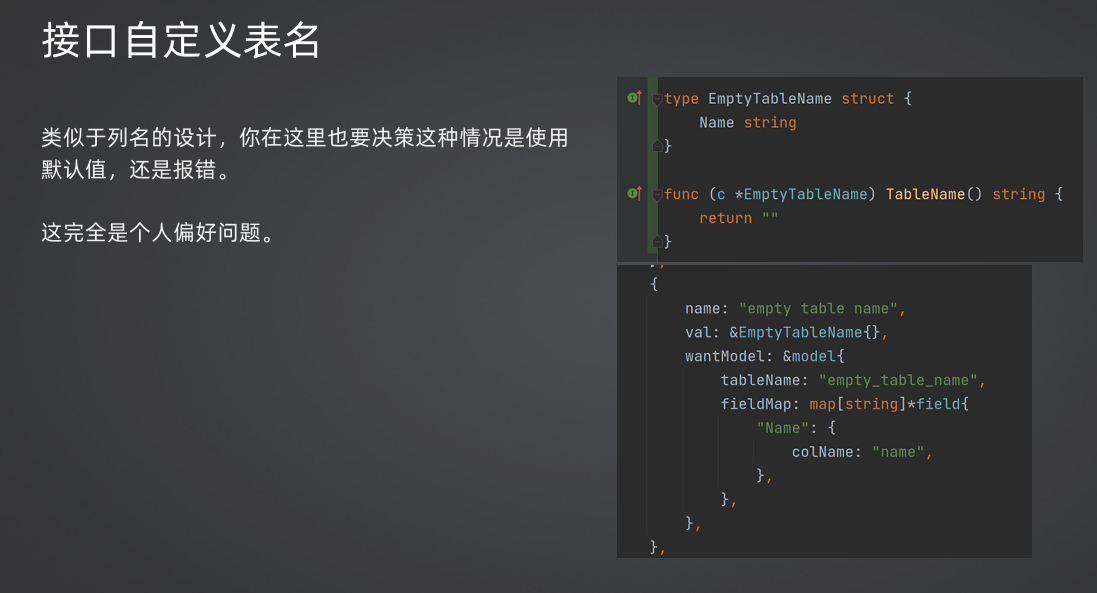 接口自定义表名
类似于列名的设计，你在这里也要决策这种情况是使用
默认值，还是报错。
这完全是个人偏好问题。
type EmptyTableName struct {
Name string
}
func (c *EmptyTableName) TableName() string {
return ""
}
},
{
name: "empty table name",
val: &EmptyTableName{},
wantModel: &model{
tableName: "empty_table_name",
fieldMap: map[string]*field{
"Name": {
colName: "name",
},
},
},
},